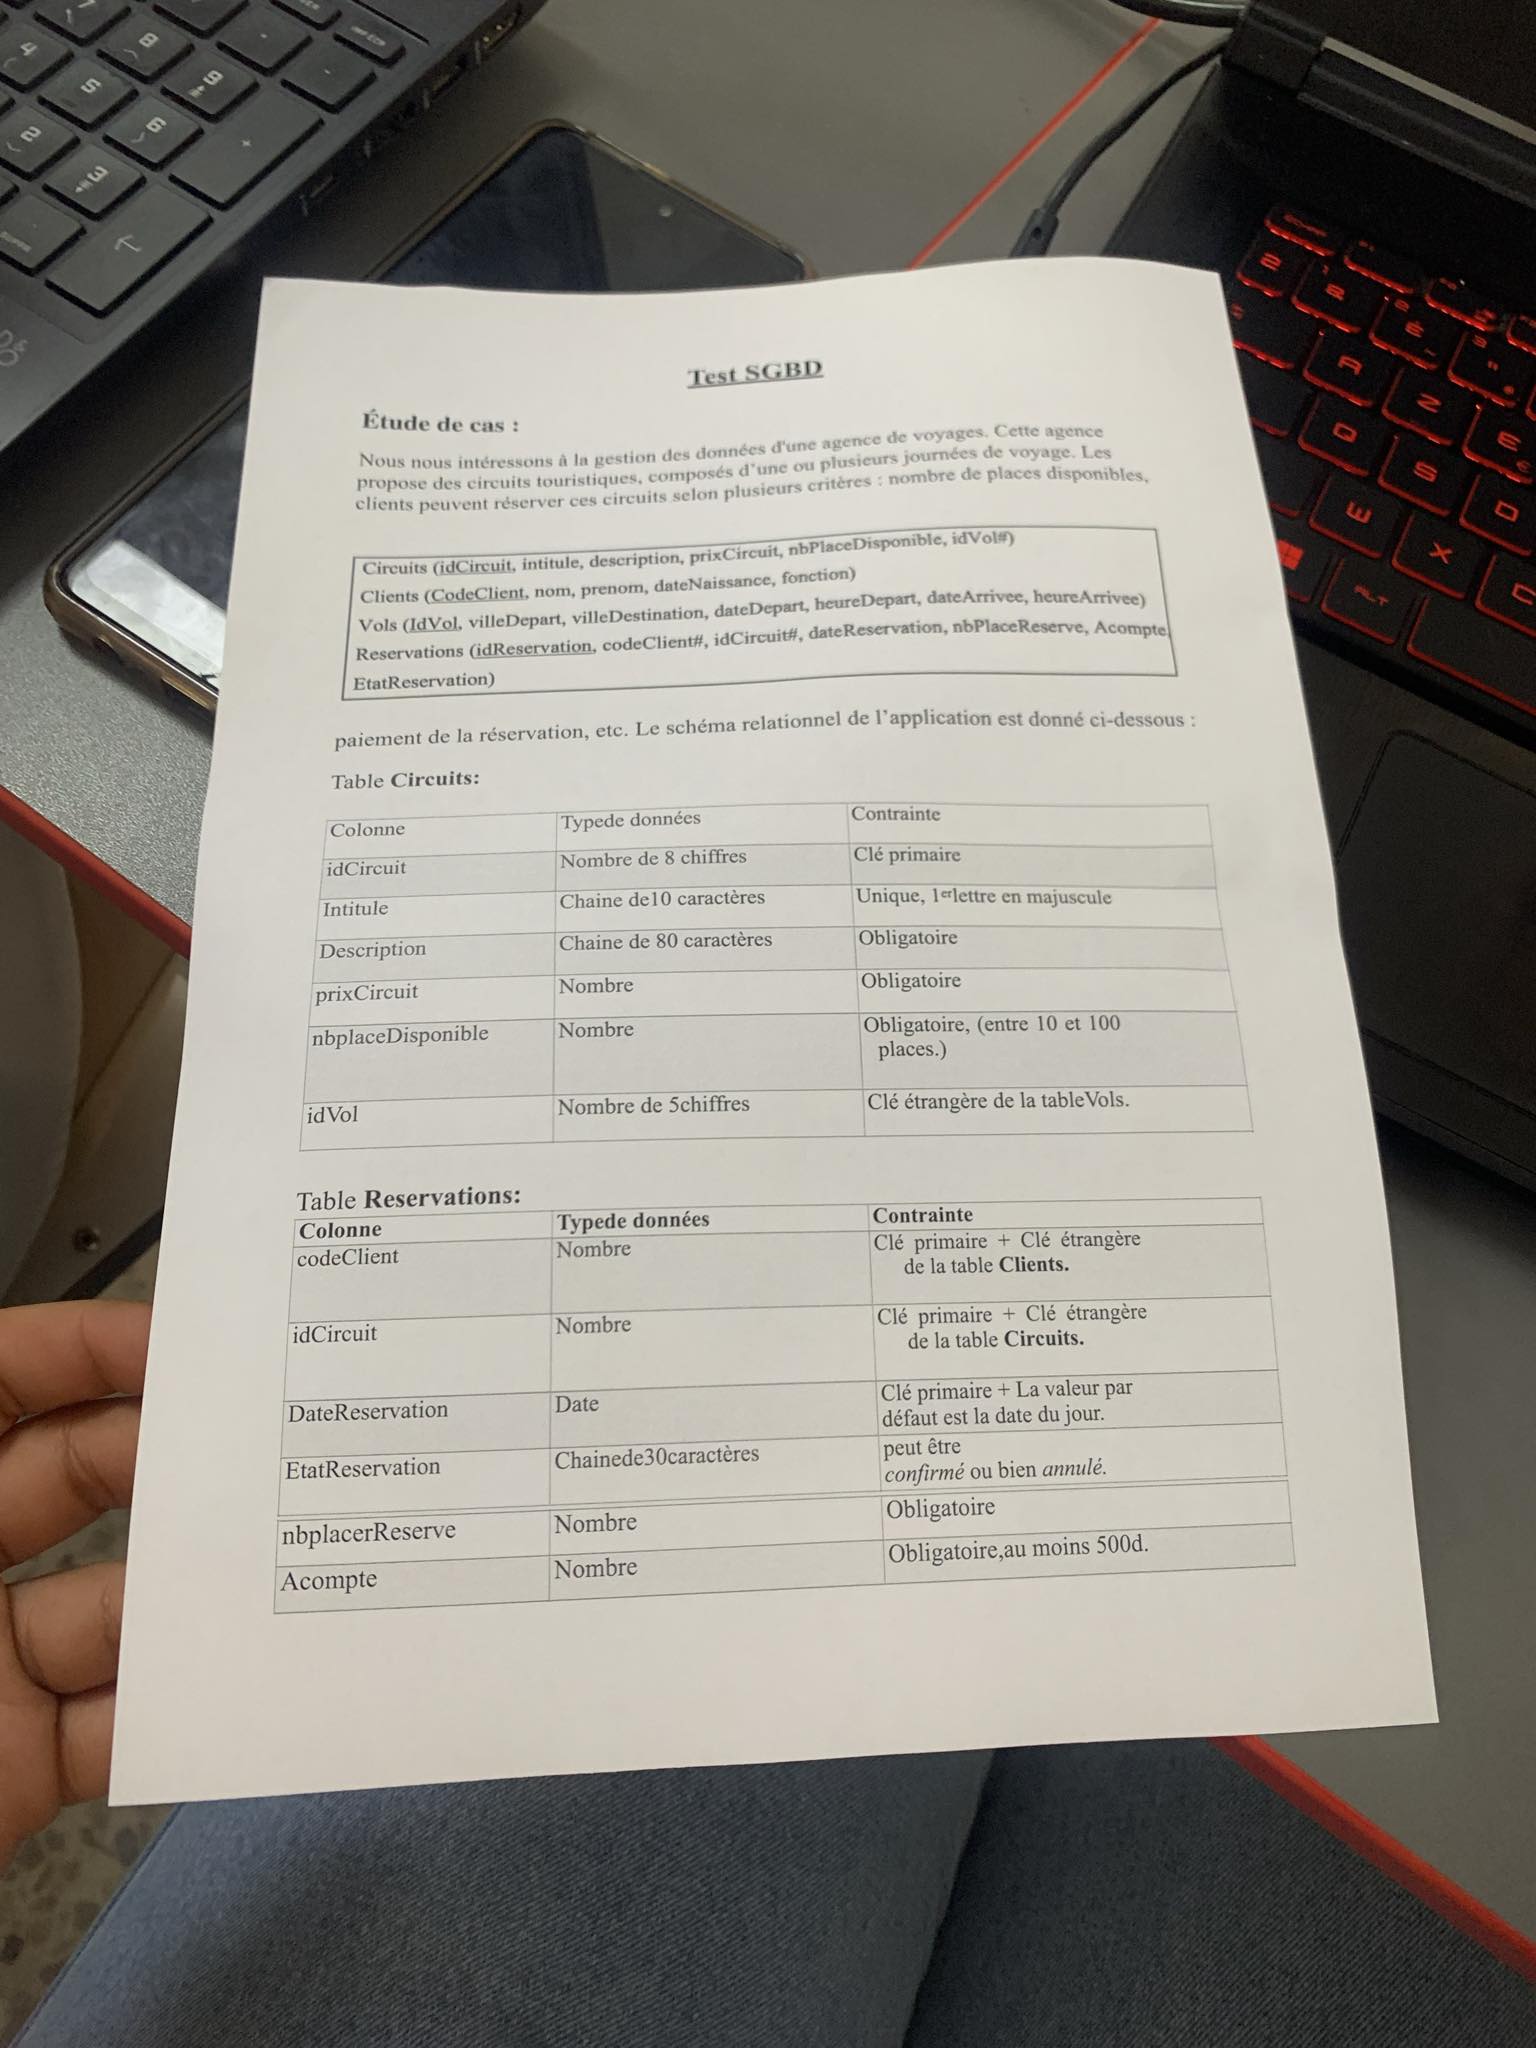 Test SGBD
Étude de cas :
Nous nous intéressons à la gestion des données d'une agence de voyages. Cette agence
propose des circuits touristiques, composés d'une ou plusieurs journées de voyage. Les
clients peuvent réserver ces circuits selon plusieurs critères : nombre de places disponibles,
Circuits (idCircuit, intitule, description, prixCircuit, nbPlaceDisponible, idVol#)
Clients (CodeClient, nom, prenom, dateNaissance, fonction)
Vols (IdVol, villeDepart, villeDestination, dateDepart, heureDepart, dateArrivee, heureArrivee)
Reservations (idReservation, codeClient#, idCircuit#, dateReservation, nbPlaceReserve, Acompte,
EtatReservation)
paiement de la réservation, etc. Le schéma relationnel de l'application est donné ci-dessous :
Table Circuits:
Colonne Typede données Contrainte
idCircuit Nombre de 8 chiffres Clé primaire
Intitule Chaine de10 caractères Unique, 1erlettre en majuscule
Description Chaine de 80 caractères Obligatoire
prixCircuit Nombre Obligatoire
nbplaceDisponible Nombre Obligatoire, (entre 10 et 100
places.)
idVol Nombre de 5chiffres Clé étrangère de la tableVols.
Table Reservations:
Colonne Typede données Contrainte
codeClient Nombre Clé primaire + Clé étrangère
de la table Clients.
idCircuit Nombre Clé primaire + Clé étrangère
de la table Circuits.
DateReservation Date Clé primaire + La valeur par
défaut est la date du jour.
EtatReservation Chainede30caractères peut être
confirmé ou bien annulé.
nbplacerReserve Nombre Obligatoire
Acompte Nombre Obligatoire,au moins 500d.